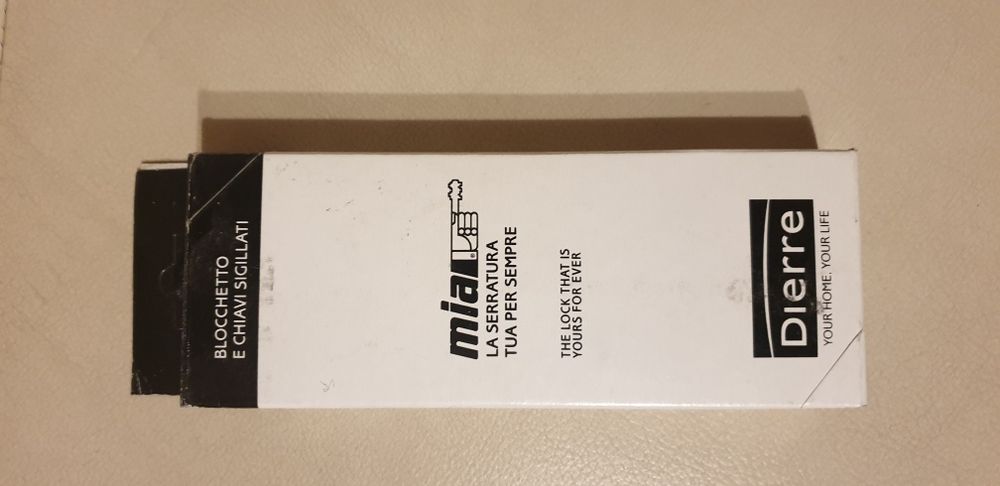 BLOCCHETTO
E CHIAVI SIGILLATI
mia
LA SERRATURA
TUA PER SEMPRE
THE LOCK THAT IS
YOURS FOR EVER
Dierre
YOUR HOME. YOUR LIFE